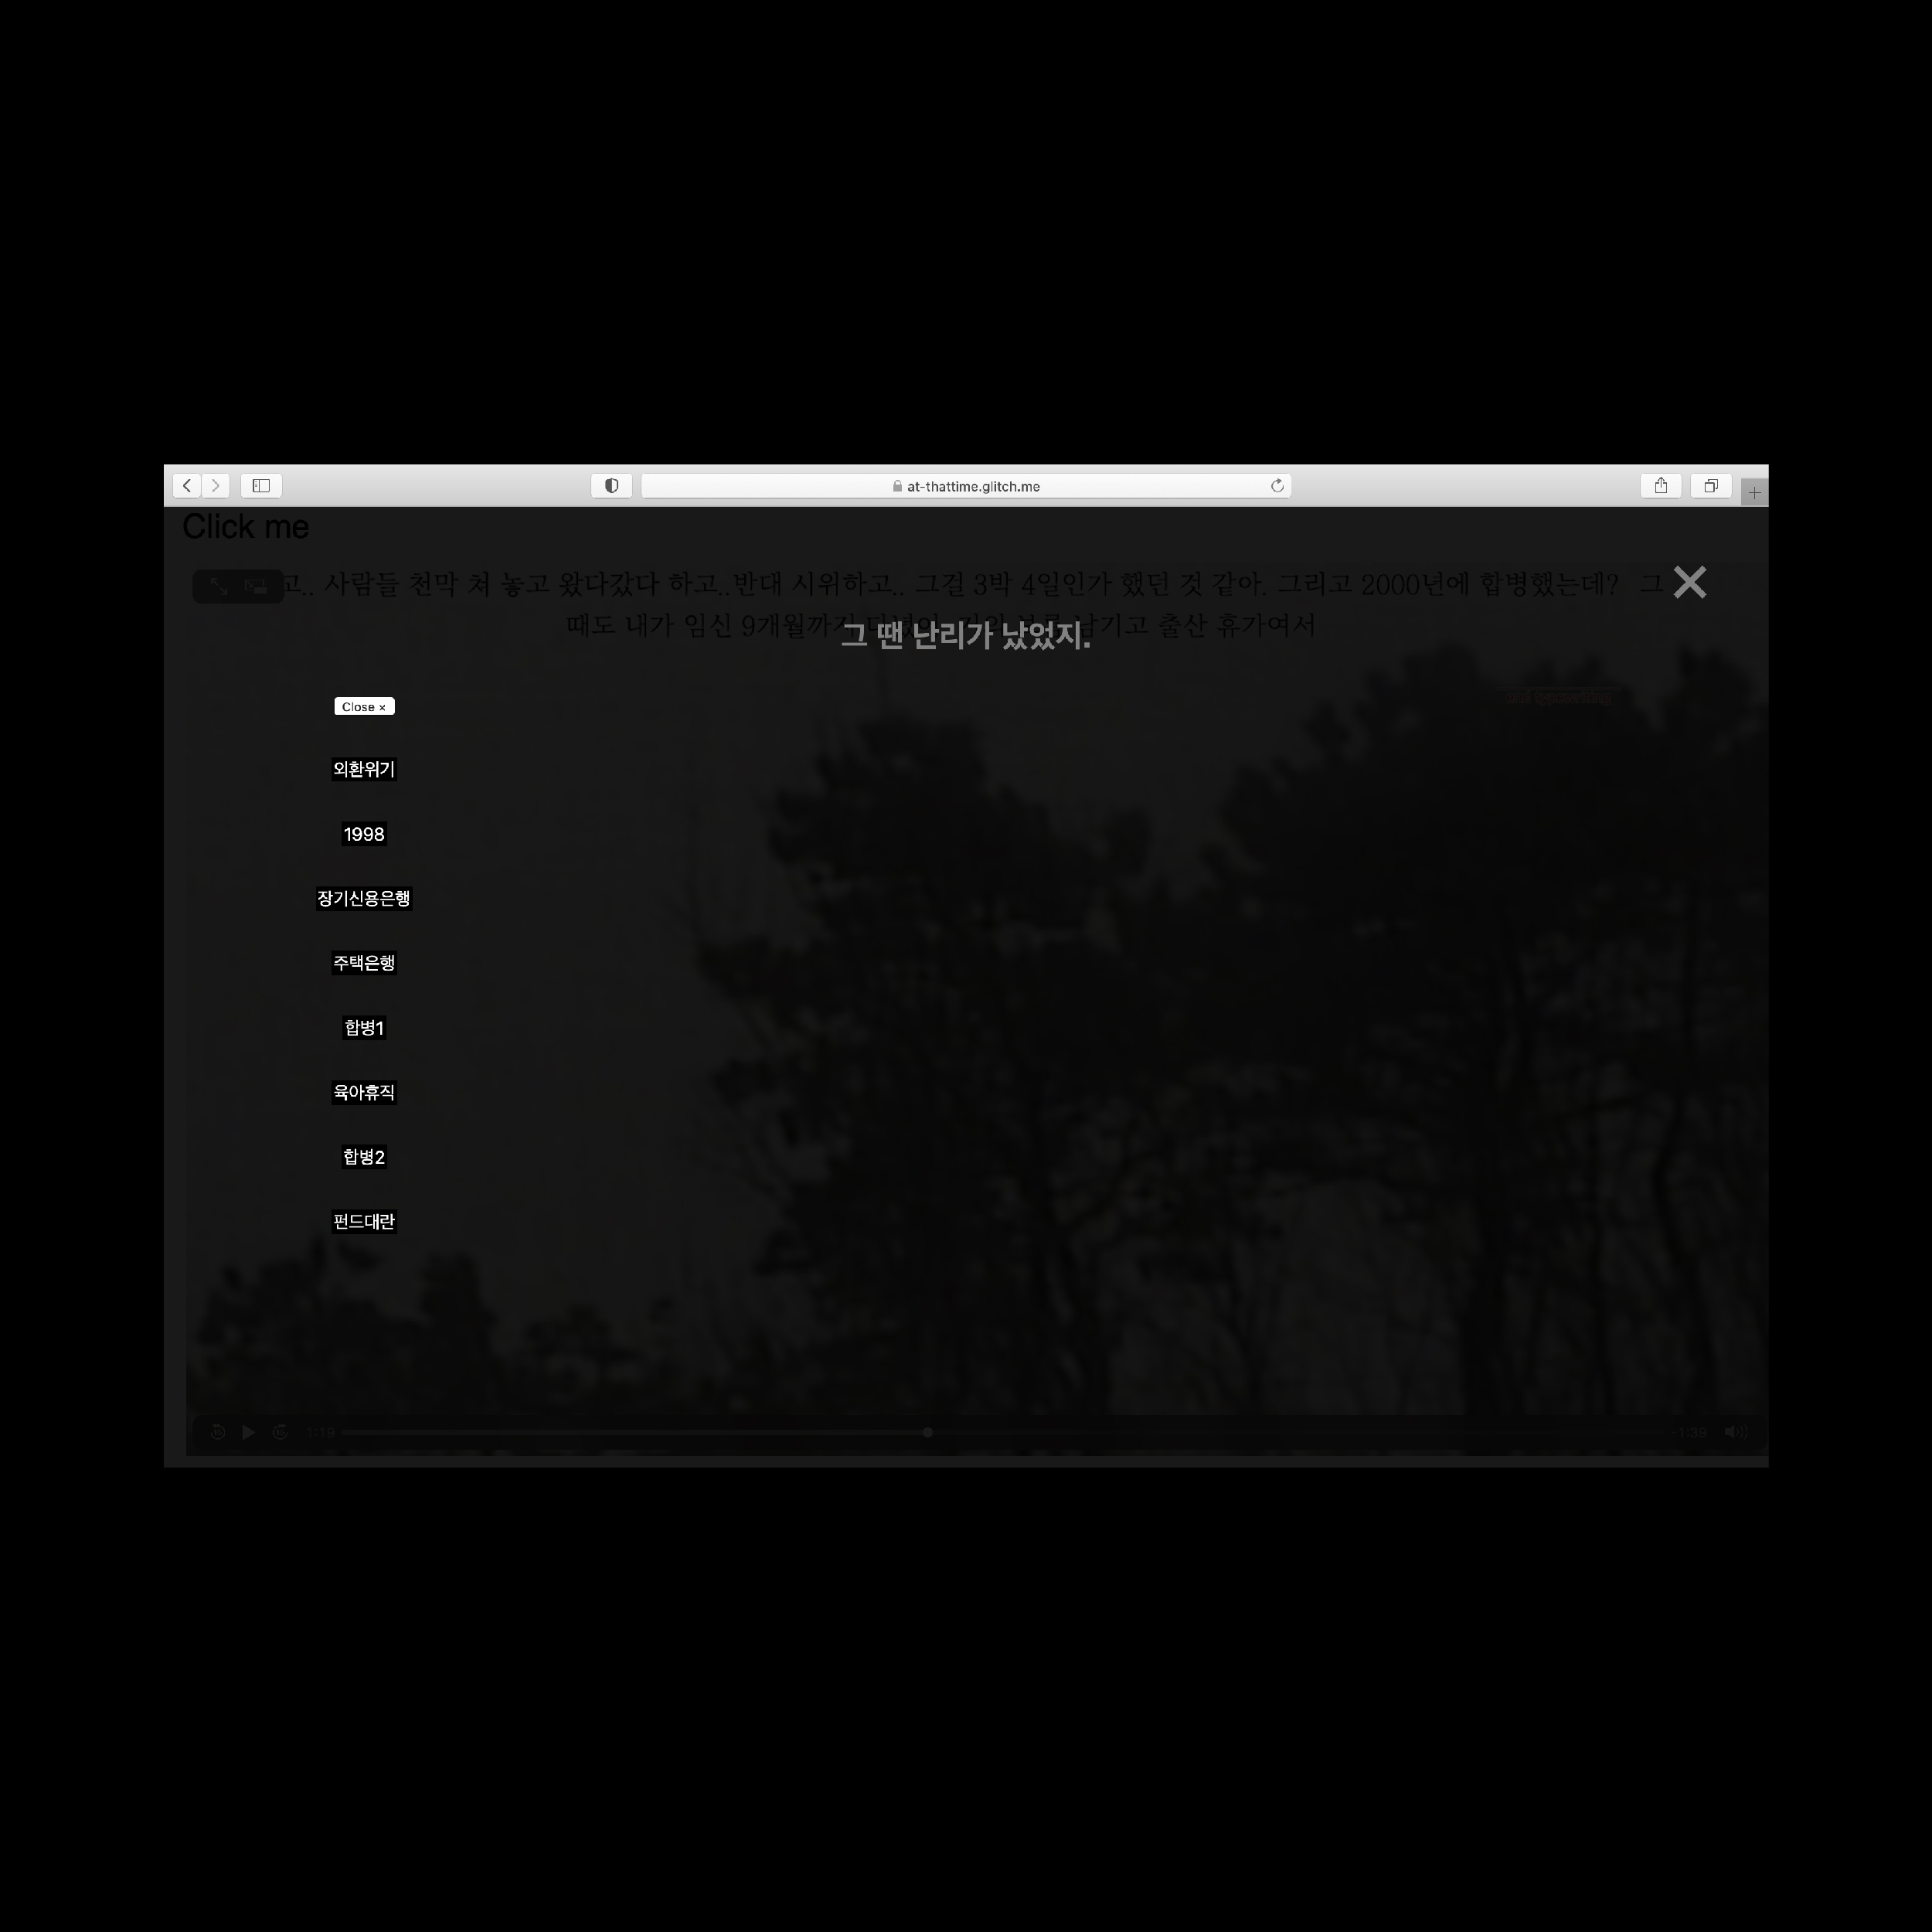 at-thattime.glitch.me
Click me
고.. 사람들 천막 쳐 놓고 왔다갔다 하고.. 반대 시위하고.. 그걸 3박 4일인가 했던 것 같아. 그리고 2000년에 합병했는데? 그
때도 내가 임신 9개월까지 남기고 출산 휴가여서
그 땐 난리가 났었지.
Close ×
외환위기
1998
장기신용은행
주택은행
합병1
육아휴직
합병2
펀드대란
1:19
-1:39